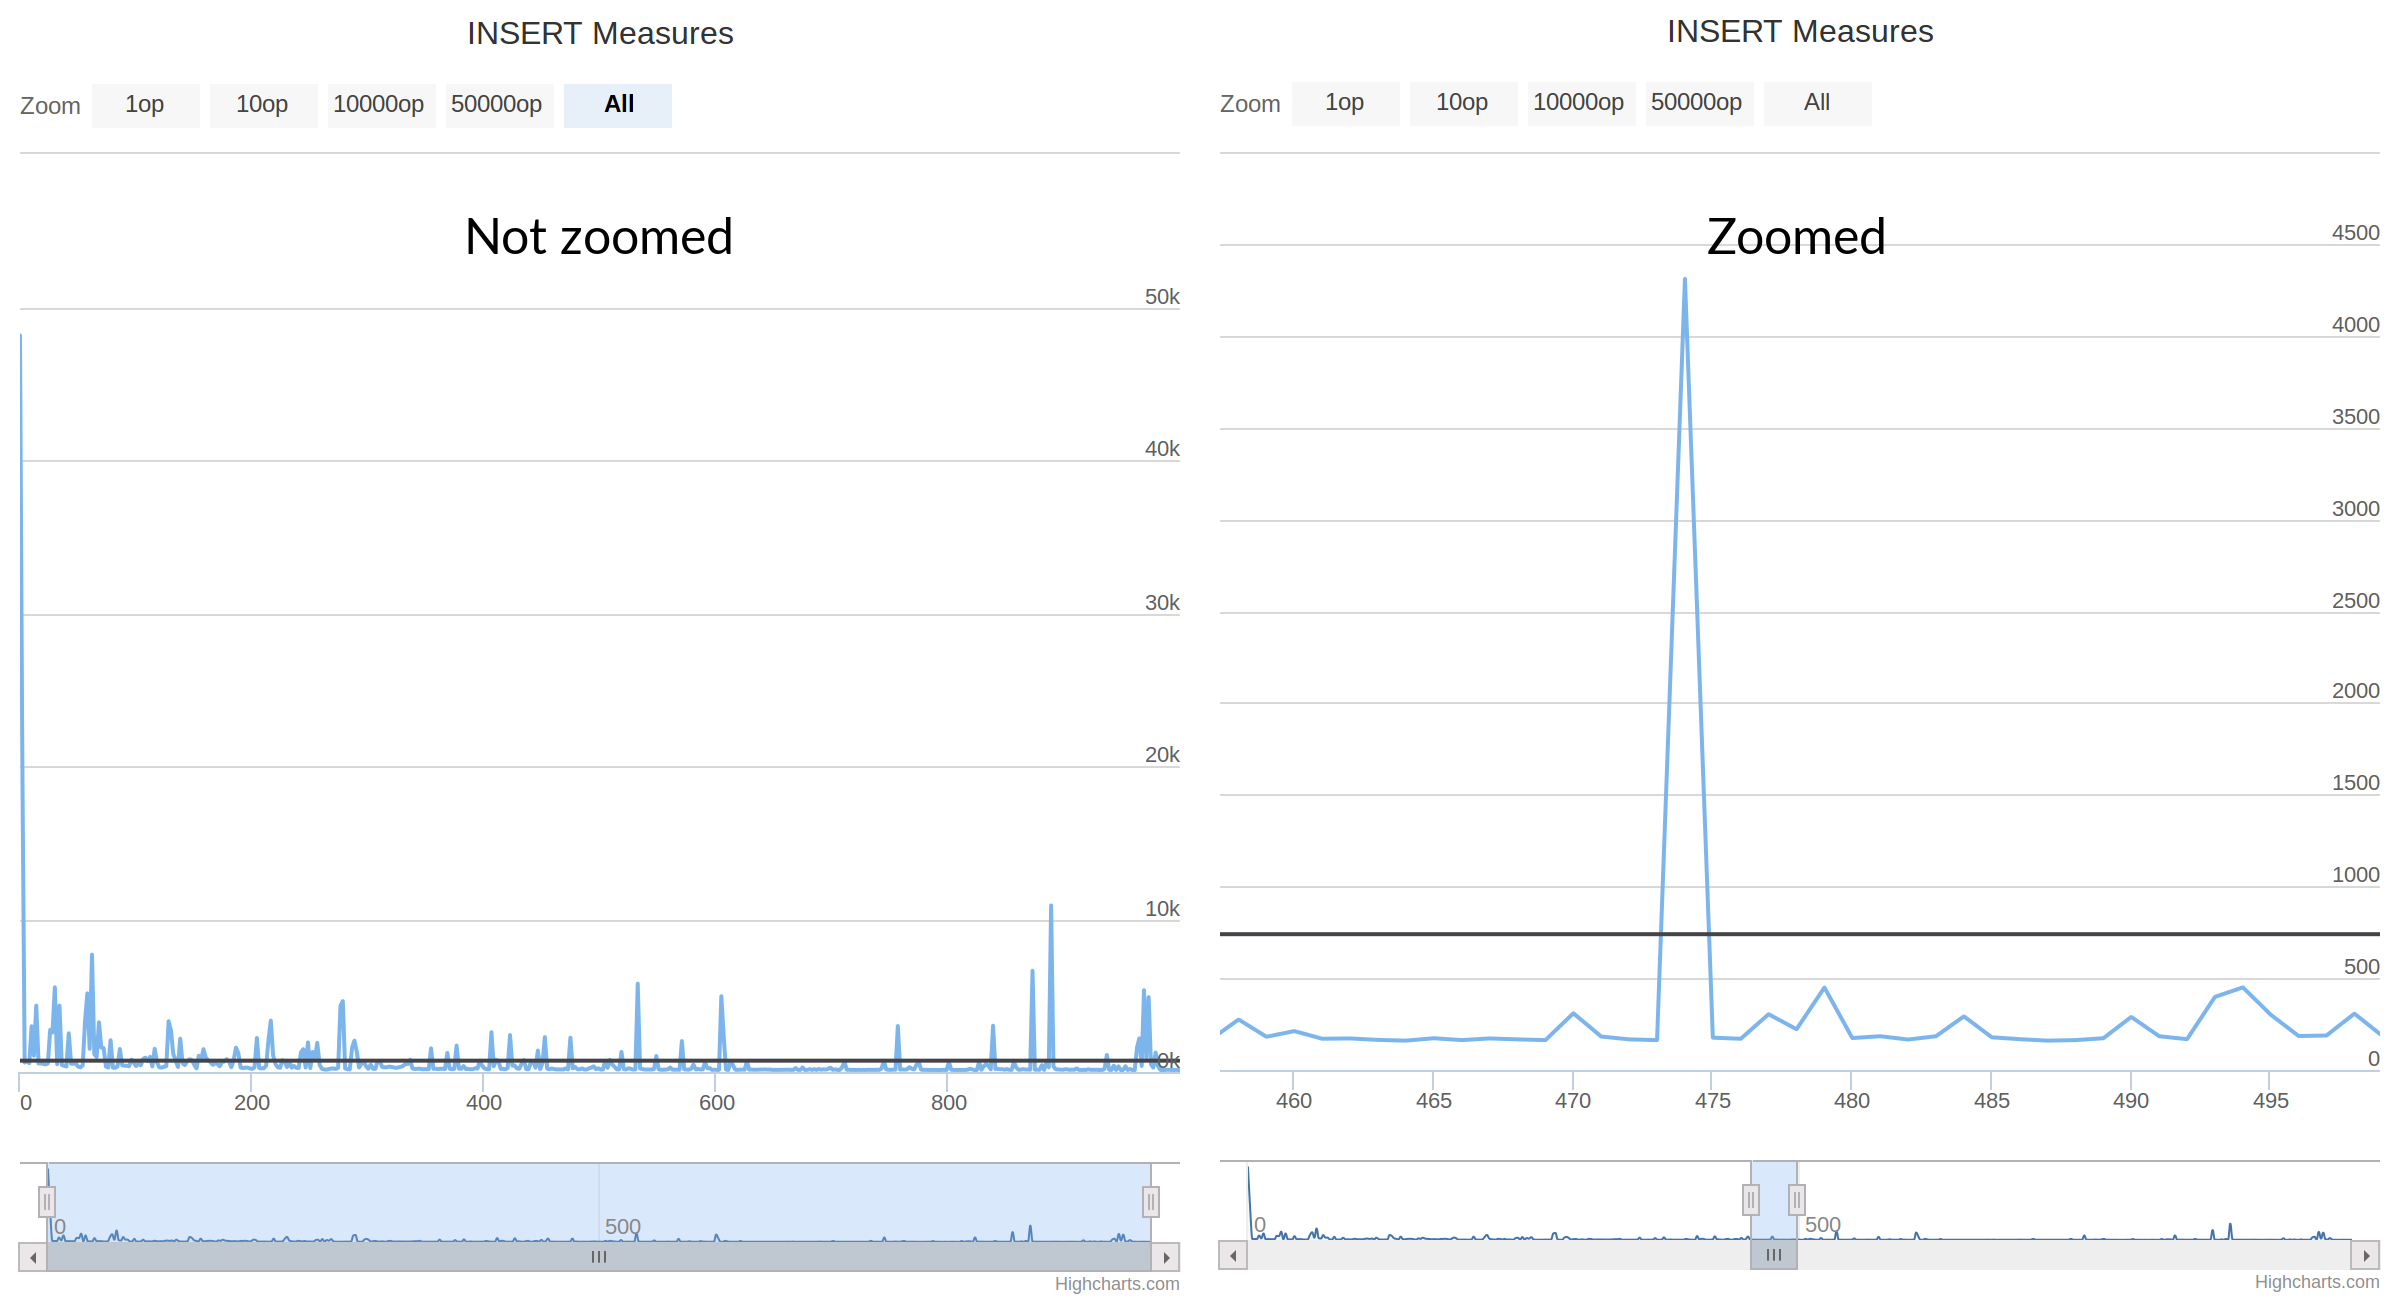 INSERT Measures
Zoom 1op 10op 10000op 50000op All
Not zoomed
50k
40k
30k
20k
10k
0k
0 200 400 600 800
0 500
Highcharts.com
INSERT Measures
Zoom 1op 10op 10000op 50000op All
Zoomed
4500
4000
3500
3000
2500
2000
1500
1000
500
0
460 465 470 475 480 485 490 495
0 500
Highcharts.com